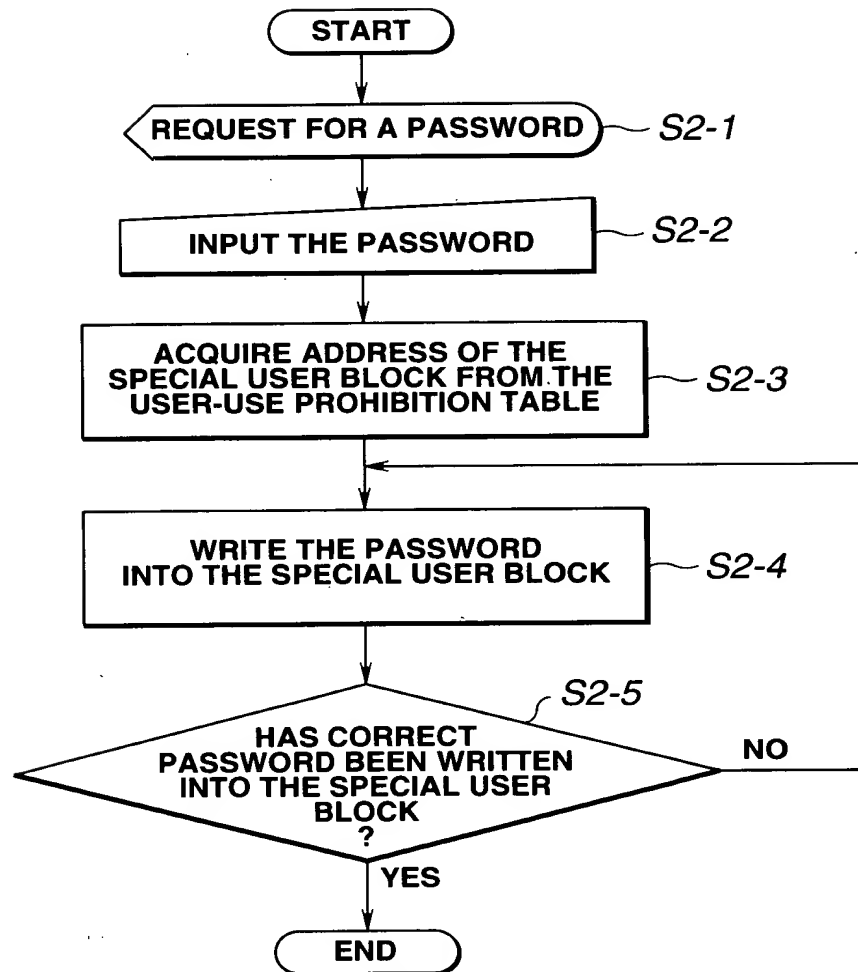 START
REQUEST FOR A PASSWORD
S2-1
INPUT THE PASSWORD
S2-2
ACQUIRE ADDRESS OF THE
SPECIAL USER BLOCK FROM THE
USER-USE PROHIBITION TABLE
S2-3
WRITE THE PASSWORD
INTO THE SPECIAL USER BLOCK
S2-4
S2-5
HAS CORRECT
PASSWORD BEEN WRITTEN
INTO THE SPECIAL USER
BLOCK
?
NO
YES
END